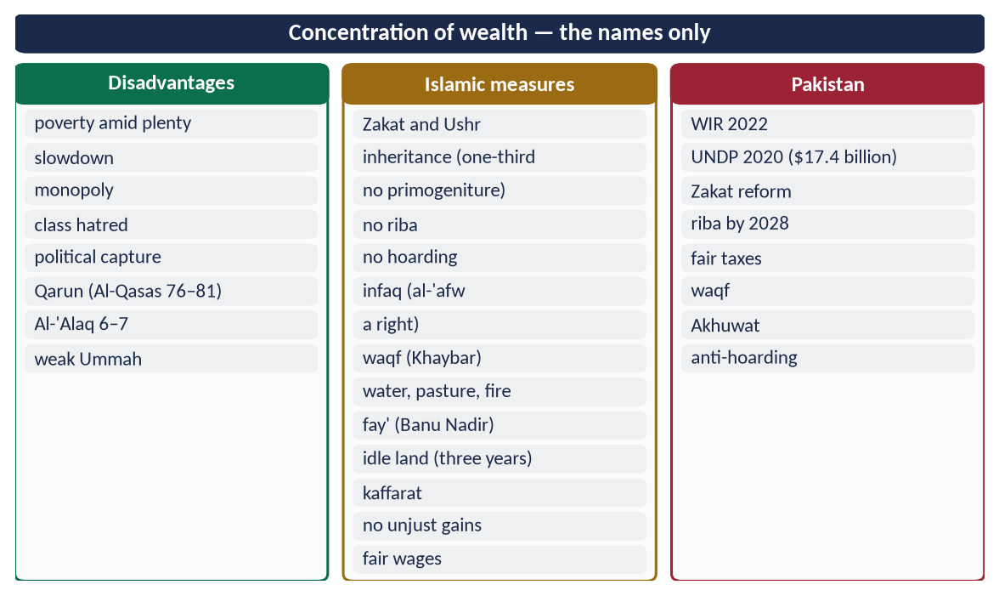 Concentration of wealth — the names only
Disadvantages
poverty amid plenty
slowdown
monopoly
class hatred
political capture
Qarun (Al-Qasas 76–81)
Al-'Alaq 6–7
weak Ummah
Islamic measures
Zakat and Ushr
inheritance (one-third
no primogeniture)
no riba
no hoarding
infaq (al-'afw
a right)
waqf (Khaybar)
water, pasture, fire
fay' (Banu Nadir)
idle land (three years)
kaffarat
no unjust gains
fair wages
Pakistan
WIR 2022
UNDP 2020 ($17.4 billion)
Zakat reform
riba by 2028
fair taxes
waqf
Akhuwat
anti-hoarding